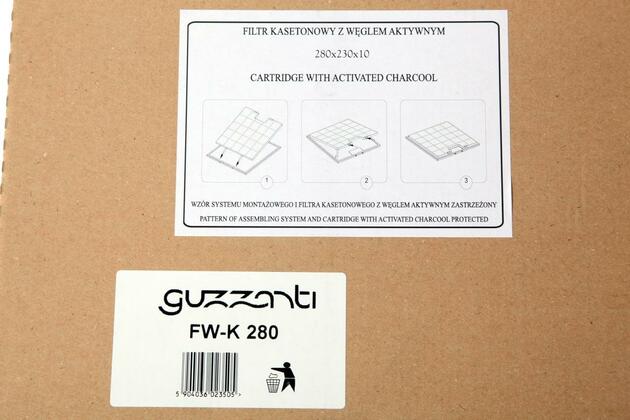 FILTR KASETONOWY Z WĘGLEM AKTYWNYM
280x230x10
CARTRIDGE WITH ACTIVATED CHARCOOL
1 2 3
WZÓR SYSTEMU MONTAŻOWEGO I FILTRA KASETONOWEGO Z WĘGLEM AKTYWNYM ZASTRZEŻONY
PATTERN OF ASSEMBLING SYSTEM AND CARTRIDGE WITH ACTIVATED CHARCOOL PROTECTED
guzzanti
FW-K 280
5 904036 023505 >